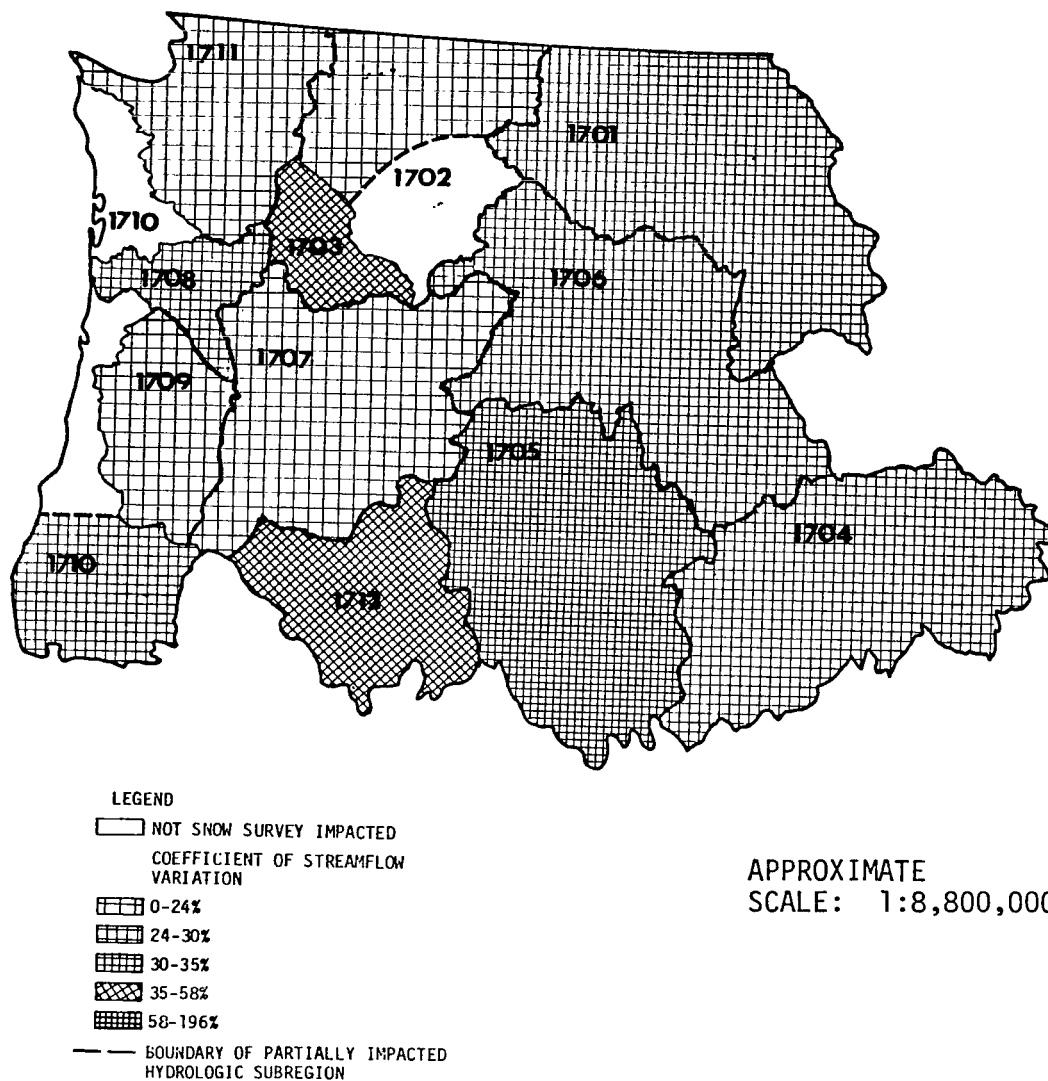 1711
1701
1702
1710
1703
1708
1706
1707
1709
1705
1704
1710
1712
LEGEND
NOT SNOW SURVEY IMPACTED
COEFFICIENT OF STREAMFLOW
VARIATION
0-24%
24-30%
30-35%
35-58%
58-196%
BOUNDARY OF PARTIALLY IMPACTED
HYDROLOGIC SUBREGION
APPROXIMATE
SCALE: 1:8,800,000